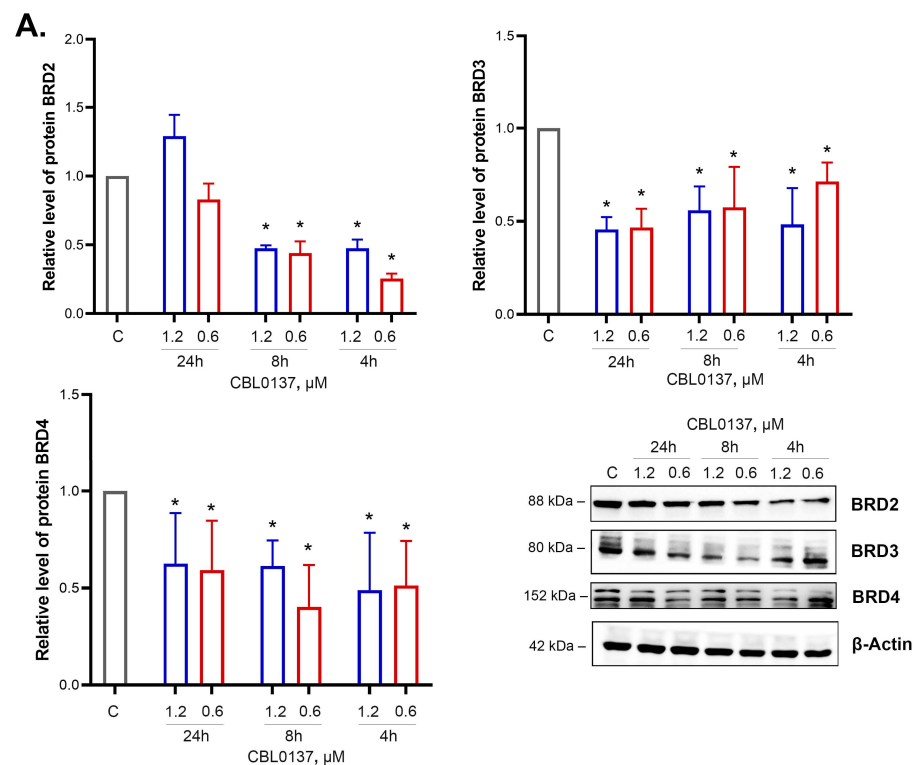 A.
Relative level of protein BRD2
2.0
1.5
1.0
0.5
0.0
* * * *
C 1.2 0.6 1.2 0.6 1.2 0.6
24h 8h 4h
CBL0137, µM
Relative level of protein BRD3
1.5
1.0
0.5
0.0
* * * * * *
C 1.2 0.6 1.2 0.6 1.2 0.6
24h 8h 4h
CBL0137, µM
Relative level of protein BRD4
1.5
1.0
0.5
0.0
* * * * * *
C 1.2 0.6 1.2 0.6 1.2 0.6
24h 8h 4h
CBL0137, µM
CBL0137, µM
24h 8h 4h
C 1.2 0.6 1.2 0.6 1.2 0.6
88 kDa – BRD2
80 kDa – BRD3
152 kDa – BRD4
42 kDa – β-Actin